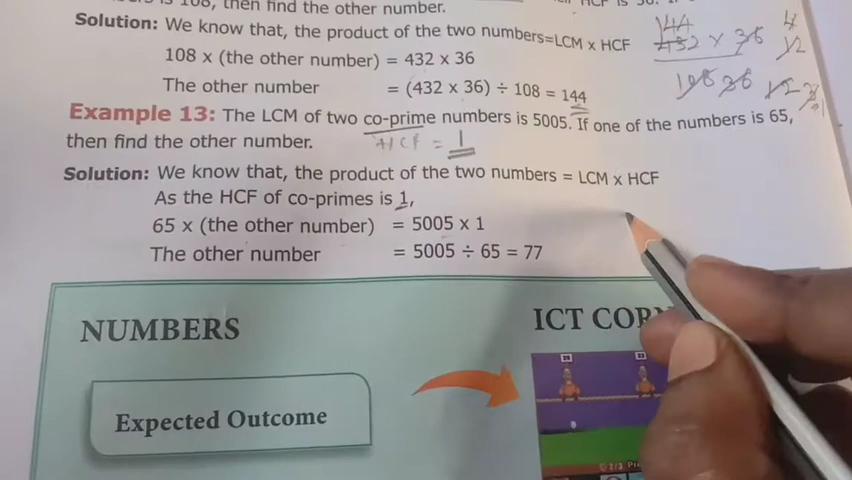 , then find the other number.
Solution: We know that, the product of the two numbers=LCM x HCF
108 x (the other number) = 432 x 36
The other number = (432 x 36) ÷ 108 = 144
144
432 x 36
Example 13: The LCM of two co-prime numbers is 5005. If one of the numbers is 65,
then find the other number.
HCF = 1
Solution: We know that, the product of the two numbers = LCM x HCF
As the HCF of co-primes is 1,
65 x (the other number) = 5005 x 1
The other number = 5005 ÷ 65 = 77
NUMBERS
ICT
Expected Outcome